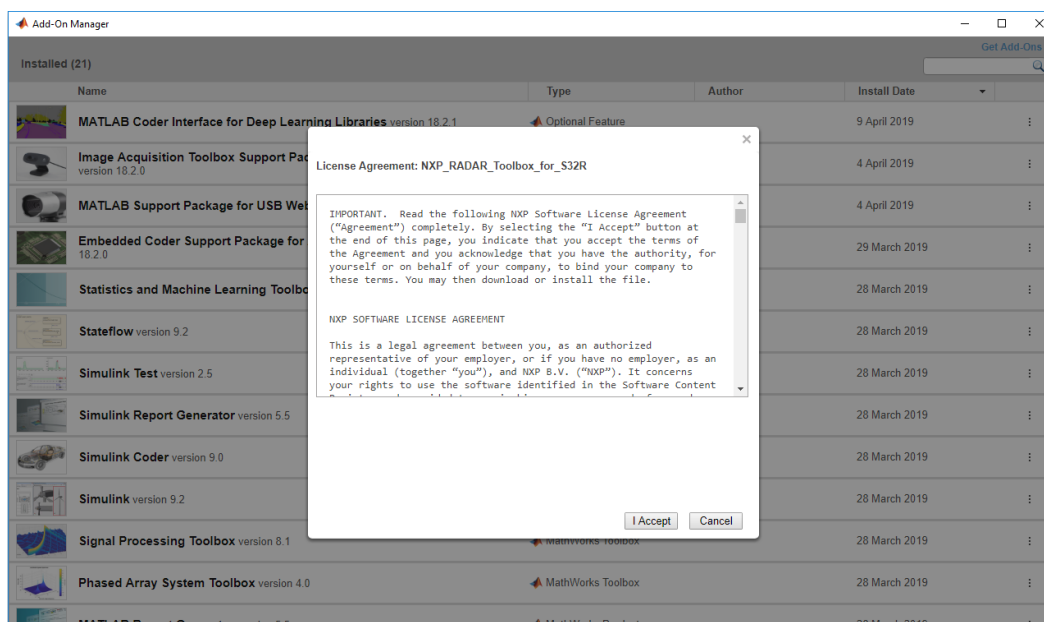 Add-On Manager
Get Add-Ons
Installed (21)
Name Type Author Install Date
MATLAB Coder Interface for Deep Learning Libraries version 18.2.1 Optional Feature 9 April 2019
Image Acquisition Toolbox Support Pac 4 April 2019
version 18.2.0
MATLAB Support Package for USB Web 4 April 2019
Embedded Coder Support Package for 29 March 2019
18.2.0
Statistics and Machine Learning Toolbo 28 March 2019
Stateflow version 9.2 28 March 2019
Simulink Test version 2.5 28 March 2019
Simulink Report Generator version 5.5 28 March 2019
Simulink Coder version 9.0 28 March 2019
Simulink version 9.2 28 March 2019
Signal Processing Toolbox version 8.1 MathWorks Toolbox 28 March 2019
Phased Array System Toolbox version 4.0 MathWorks Toolbox 28 March 2019
License Agreement: NXP_RADAR_Toolbox_for_S32R
IMPORTANT. Read the following NXP Software License Agreement
(“Agreement”) completely. By selecting the “I Accept” button at
the end of this page, you indicate that you accept the terms of
the Agreement and you acknowledge that you have the authority, for
yourself or on behalf of your company, to bind your company to
these terms. You may then download or install the file.
NXP SOFTWARE LICENSE AGREEMENT
This is a legal agreement between you, as an authorized
representative of your employer, or if you have no employer, as an
individual (together “you”), and NXP B.V. (“NXP”). It concerns
your rights to use the software identified in the Software Content
I Accept Cancel